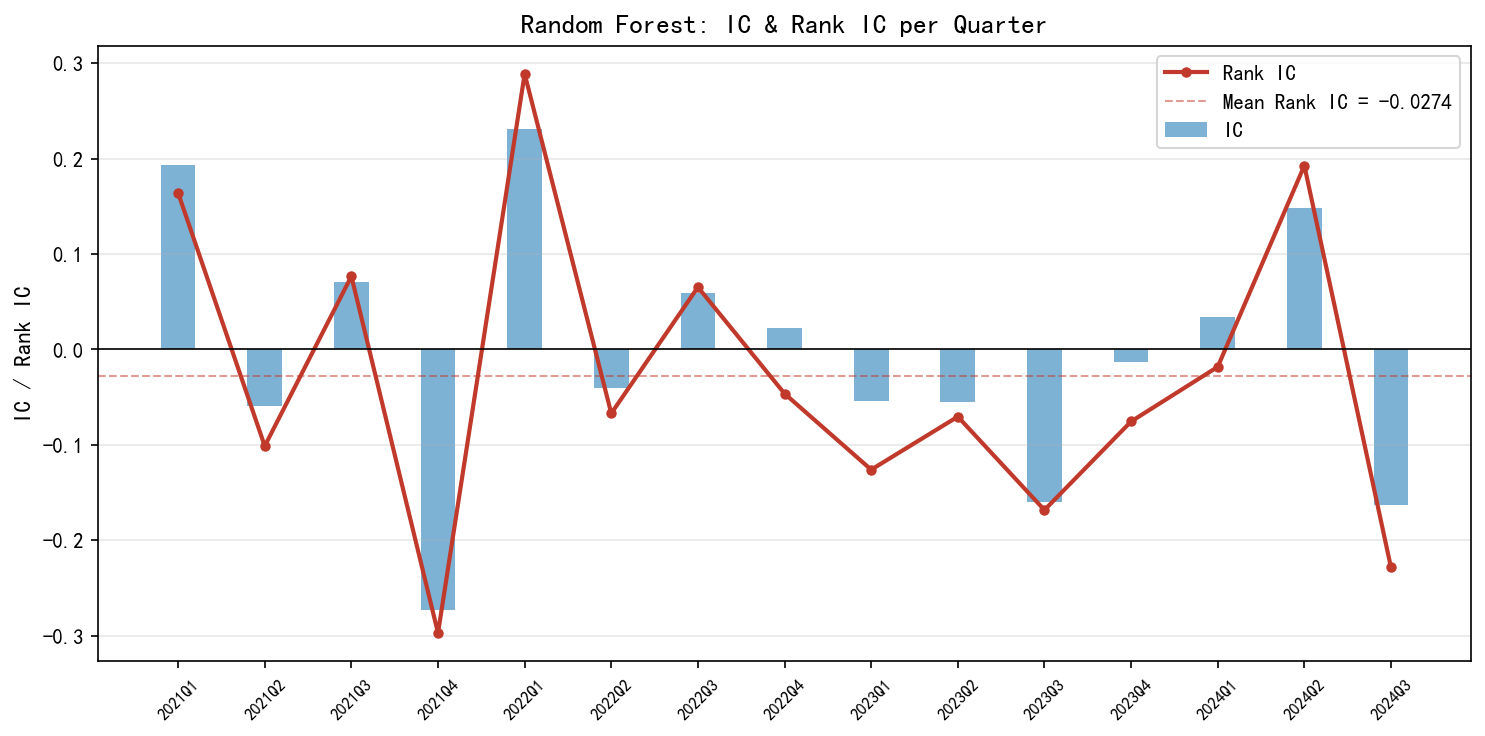 Random Forest: IC & Rank IC per Quarter
Rank IC
Mean Rank IC = -0.0274
IC
IC / Rank IC
0.3
0.2
0.1
0.0
-0.1
-0.2
-0.3
2021Q1
2021Q2
2021Q3
2021Q4
2022Q1
2022Q2
2022Q3
2022Q4
2023Q1
2023Q2
2023Q3
2023Q4
2024Q1
2024Q2
2024Q3